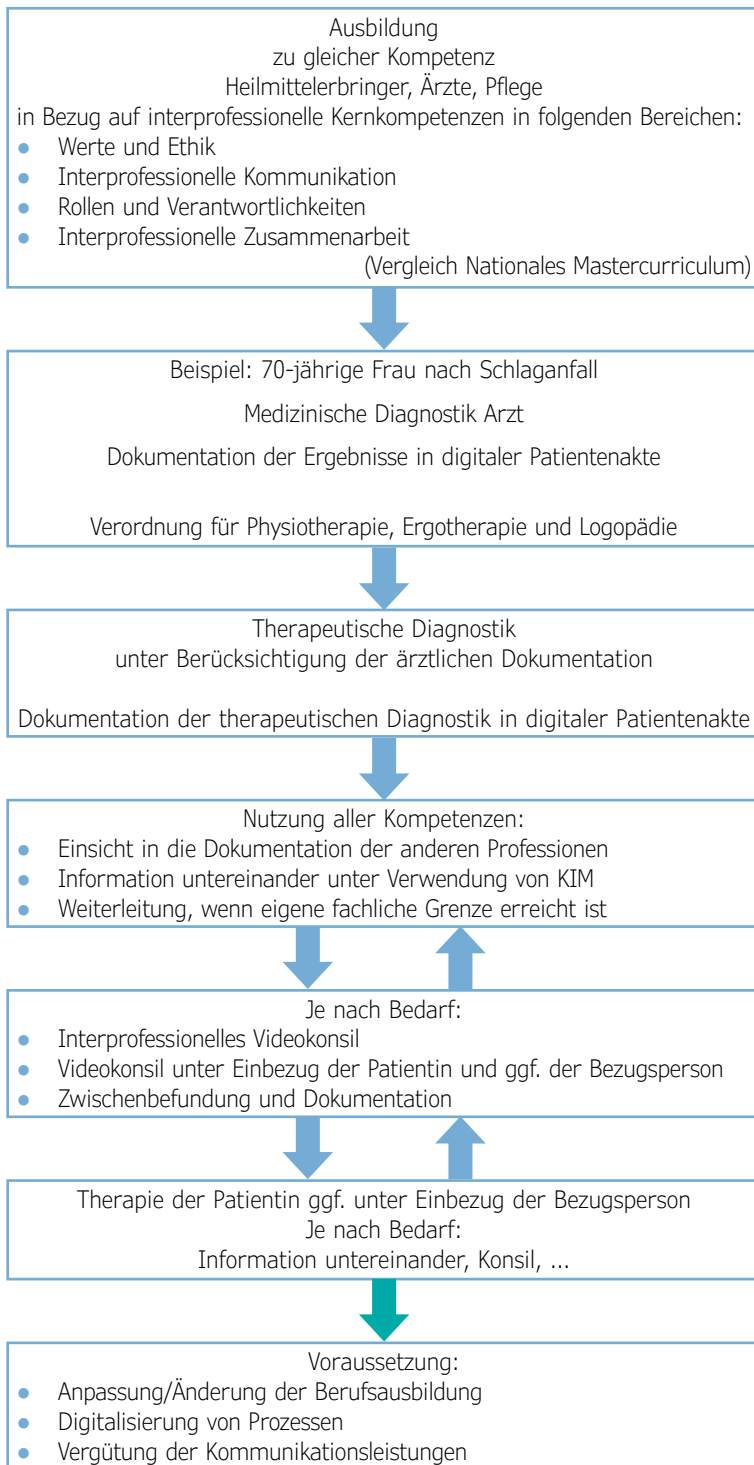 Ausbildung
zu gleicher Kompetenz
Heilmittelerbringer, Ärzte, Pflege
in Bezug auf interprofessionelle Kernkompetenzen in folgenden Bereichen:
● Werte und Ethik
● Interprofessionelle Kommunikation
● Rollen und Verantwortlichkeiten
● Interprofessionelle Zusammenarbeit
(Vergleich Nationales Mastercurriculum)
Beispiel: 70-jährige Frau nach Schlaganfall
Medizinische Diagnostik Arzt
Dokumentation der Ergebnisse in digitaler Patientenakte
Verordnung für Physiotherapie, Ergotherapie und Logopädie
Therapeutische Diagnostik
unter Berücksichtigung der ärztlichen Dokumentation
Dokumentation der therapeutischen Diagnostik in digitaler Patientenakte
Nutzung aller Kompetenzen:
● Einsicht in die Dokumentation der anderen Professionen
● Information untereinander unter Verwendung von KIM
● Weiterleitung, wenn eigene fachliche Grenze erreicht ist
Je nach Bedarf:
● Interprofessionelles Videokonsil
● Videokonsil unter Einbezug der Patientin und ggf. der Bezugsperson
● Zwischenbefundung und Dokumentation
Therapie der Patientin ggf. unter Einbezug der Bezugsperson
Je nach Bedarf:
Information untereinander, Konsil, ...
Voraussetzung:
● Anpassung/Änderung der Berufsausbildung
● Digitalisierung von Prozessen
● Vergütung der Kommunikationsleistungen